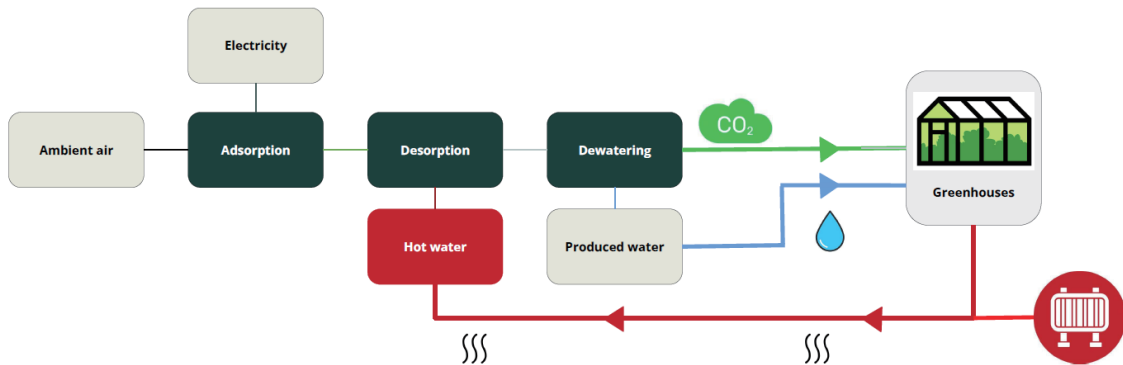 Electricity
Ambient air
Adsorption
Desorption
Dewatering
CO₂
Greenhouses
Hot water
Produced water